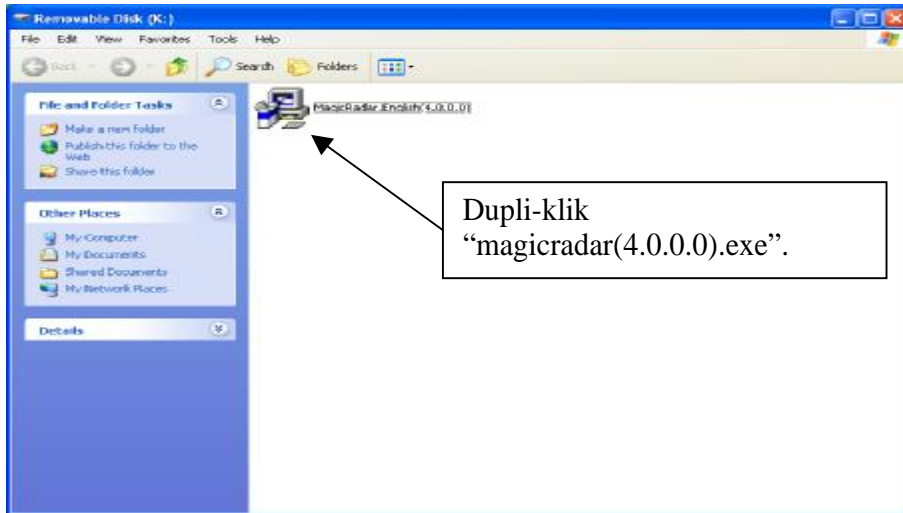 Removable Disk (K:)
File Edit View Favorites Tools Help
Back Search Folders
File and Folder Tasks
Make a new folder
Publish this folder to the
Web
Share this folder
Other Places
My Computer
My Documents
Shared Documents
My Network Places
Details
MagicRadar.English(4.0.0.0)
Dupli-klik
“magicradar(4.0.0.0).exe”.